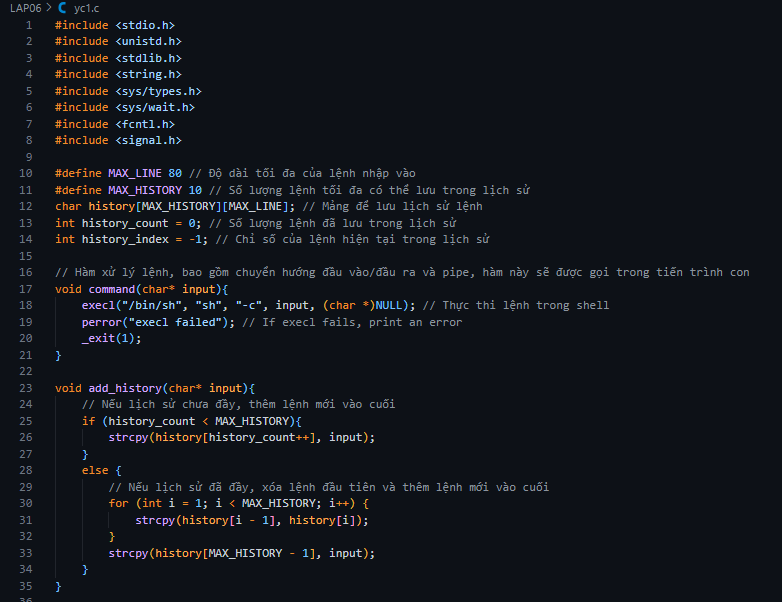 LAP06 > C yc1.c
1 #include <stdio.h>
2 #include <unistd.h>
3 #include <stdlib.h>
4 #include <string.h>
5 #include <sys/types.h>
6 #include <sys/wait.h>
7 #include <fcntl.h>
8 #include <signal.h>
9
10 #define MAX_LINE 80 // Độ dài tối đa của lệnh nhập vào
11 #define MAX_HISTORY 10 // Số lượng lệnh tối đa có thể lưu trong lịch sử
12 char history[MAX_HISTORY][MAX_LINE]; // Mảng để lưu lịch sử lệnh
13 int history_count = 0; // Số lượng lệnh đã lưu trong lịch sử
14 int history_index = -1; // Chỉ số của lệnh hiện tại trong lịch sử
15
16 // Hàm xử lý lệnh, bao gồm chuyển hướng đầu vào/đầu ra và pipe, hàm này sẽ được gọi trong tiến trình con
17 void command(char* input){
18     execl("/bin/sh", "sh", "-c", input, (char *)NULL); // Thực thi lệnh trong shell
19     perror("execl failed"); // If execl fails, print an error
20     _exit(1);
21 }
22
23 void add_history(char* input){
24     // Nếu lịch sử chưa đầy, thêm lệnh mới vào cuối
25     if (history_count < MAX_HISTORY){
26         strcpy(history[history_count++], input);
27     }
28     else {
29         // Nếu lịch sử đã đầy, xóa lệnh đầu tiên và thêm lệnh mới vào cuối
30         for (int i = 1; i < MAX_HISTORY; i++) {
31             strcpy(history[i - 1], history[i]);
32         }
33         strcpy(history[MAX_HISTORY - 1], input);
34     }
35 }
36